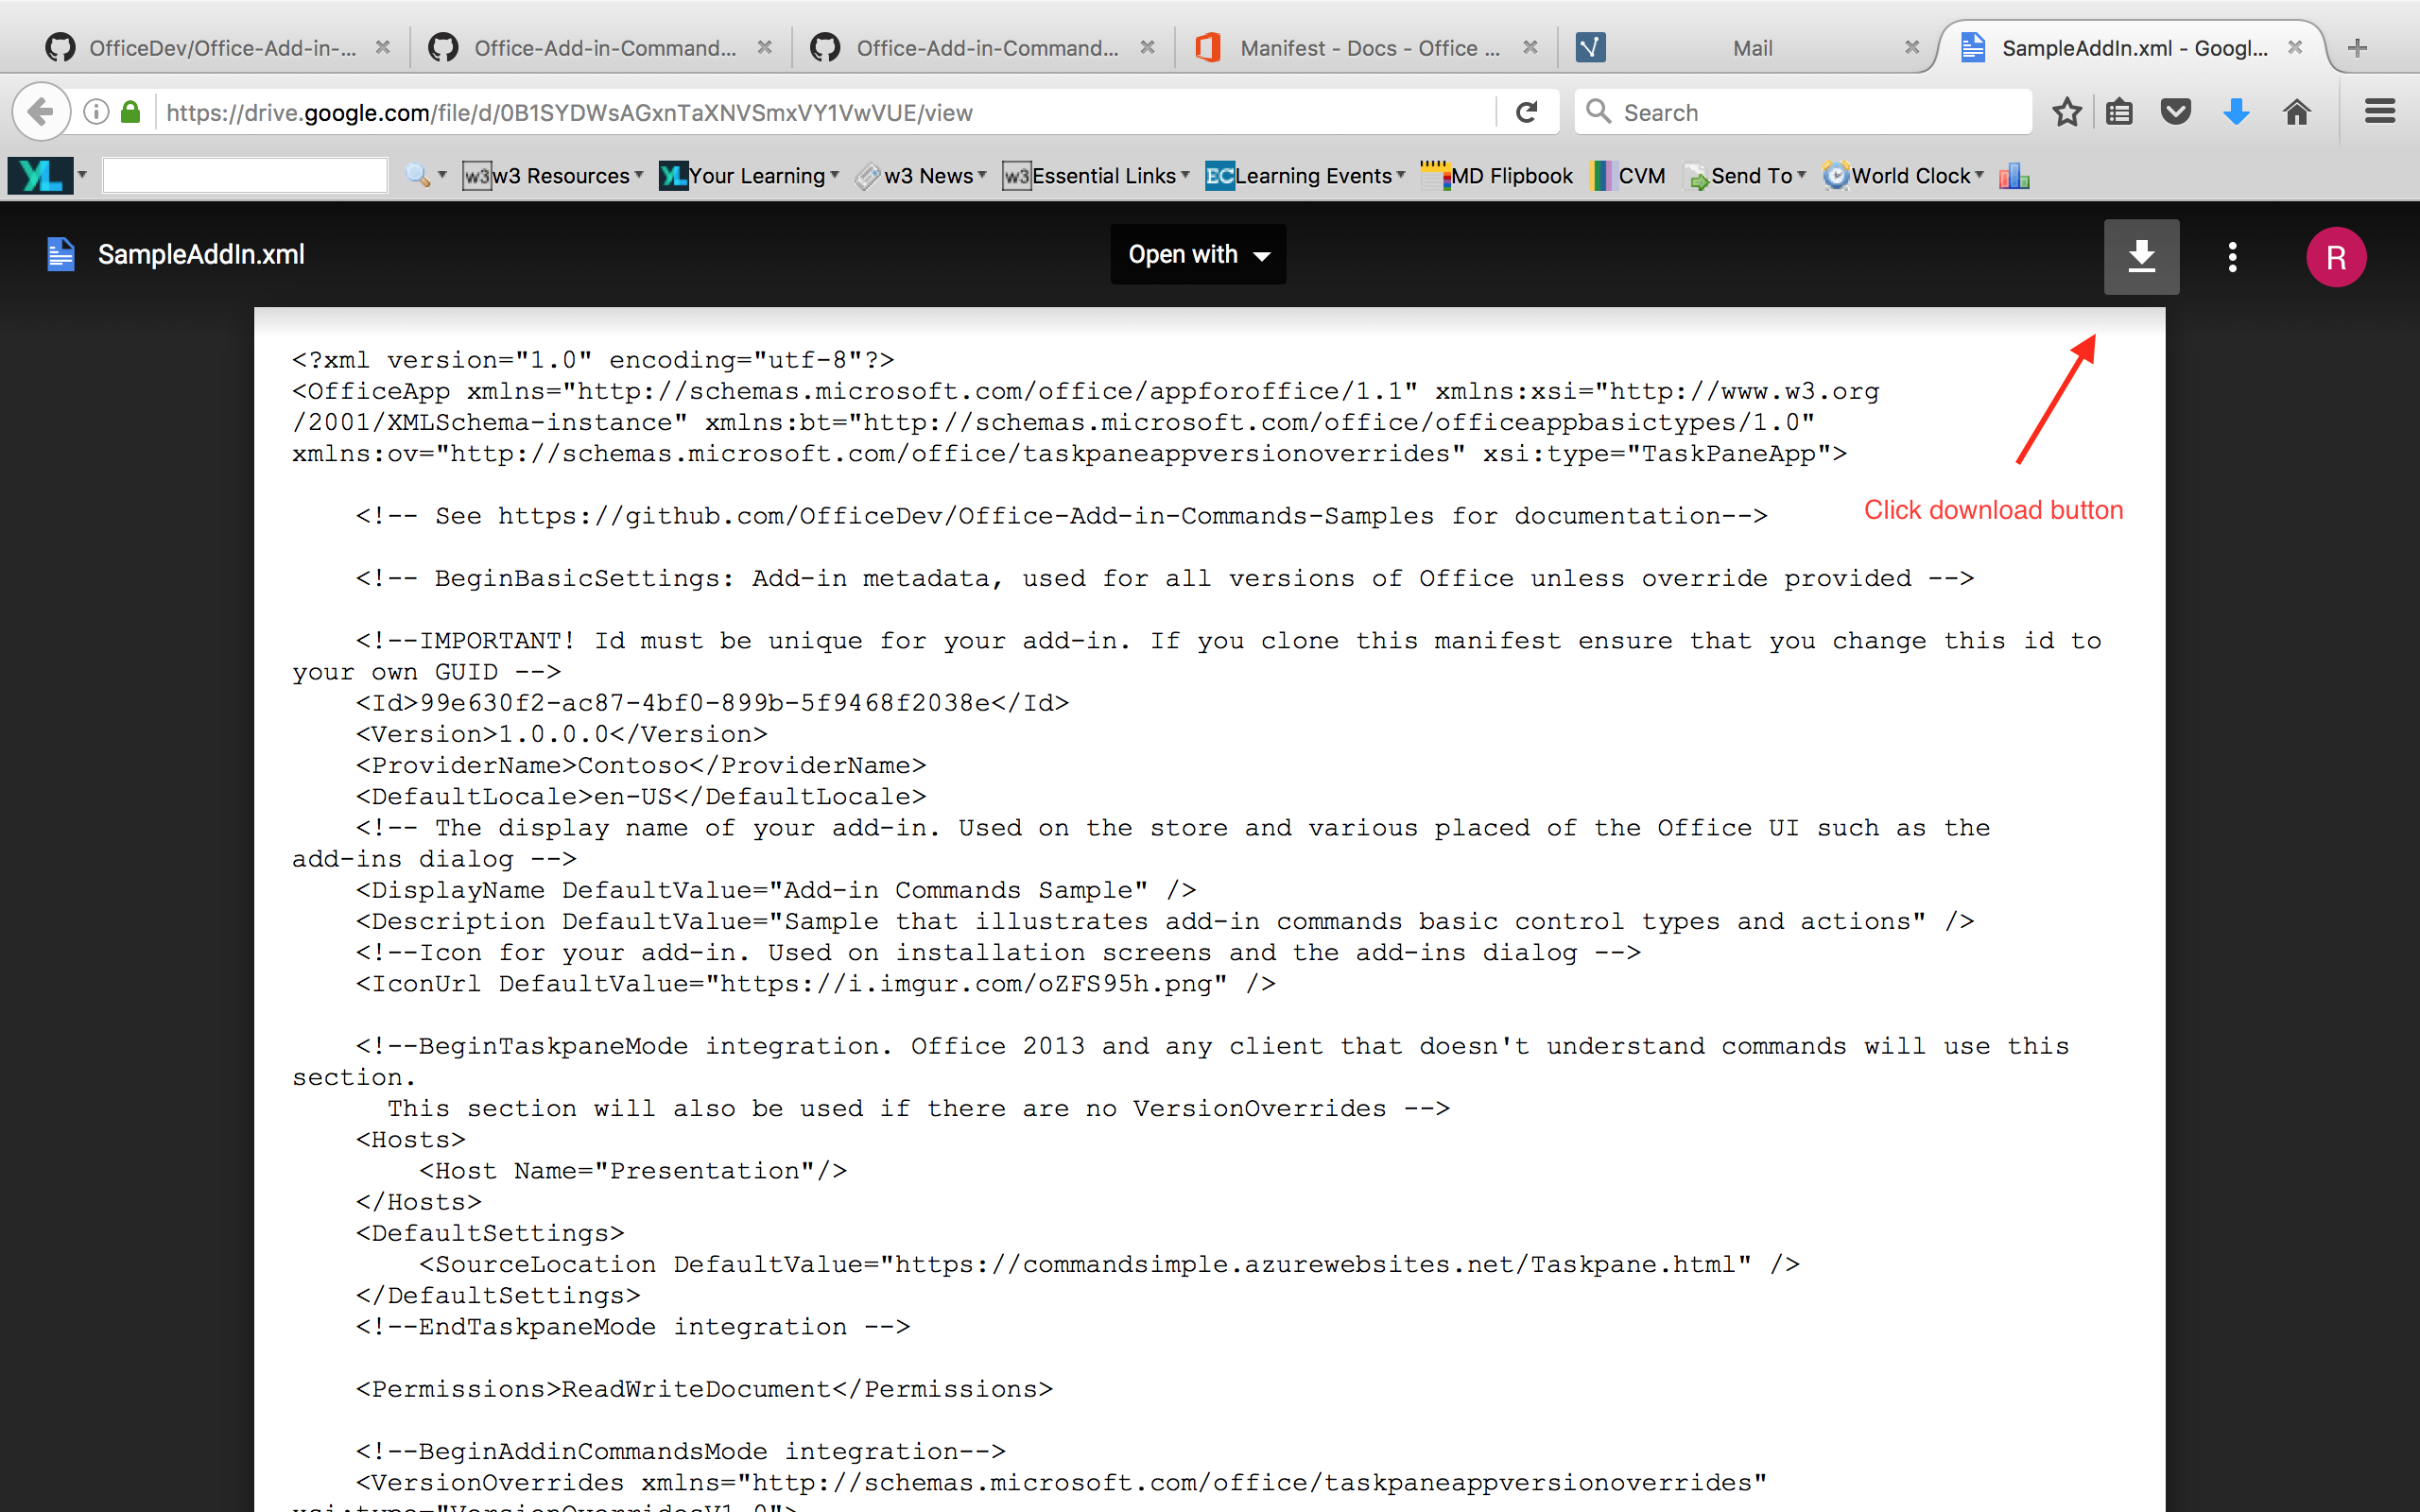 OfficeDev/Office-Add-in-...
Office-Add-in-Command...
Office-Add-in-Command...
Manifest - Docs - Office ...
Mail
SampleAddIn.xml - Googl...
https://drive.google.com/file/d/0B1SYDWsAGxnTaXNVSmxVY1VwVUE/view
Search
YL
w3 w3 Resources
YL Your Learning
w3 News
w3 Essential Links
EC Learning Events
MD Flipbook
CVM
Send To
World Clock
SampleAddIn.xml
Open with
R
<?xml version="1.0" encoding="utf-8"?>
<OfficeApp xmlns="http://schemas.microsoft.com/office/appforoffice/1.1" xmlns:xsi="http://www.w3.org
/2001/XMLSchema-instance" xmlns:bt="http://schemas.microsoft.com/office/officeappbasictypes/1.0"
xmlns:ov="http://schemas.microsoft.com/office/taskpaneappversionoverrides" xsi:type="TaskPaneApp">
<!-- See https://github.com/OfficeDev/Office-Add-in-Commands-Samples for documentation-->
Click download button
<!-- BeginBasicSettings: Add-in metadata, used for all versions of Office unless override provided -->
<!--IMPORTANT! Id must be unique for your add-in. If you clone this manifest ensure that you change this id to
your own GUID -->
<Id>99e630f2-ac87-4bf0-899b-5f9468f2038e</Id>
<Version>1.0.0.0</Version>
<ProviderName>Contoso</ProviderName>
<DefaultLocale>en-US</DefaultLocale>
<!-- The display name of your add-in. Used on the store and various placed of the Office UI such as the
add-ins dialog -->
<DisplayName DefaultValue="Add-in Commands Sample" />
<Description DefaultValue="Sample that illustrates add-in commands basic control types and actions" />
<!--Icon for your add-in. Used on installation screens and the add-ins dialog -->
<IconUrl DefaultValue="https://i.imgur.com/oZFS95h.png" />
<!--BeginTaskpaneMode integration. Office 2013 and any client that doesn't understand commands will use this
section.
This section will also be used if there are no VersionOverrides -->
<Hosts>
<Host Name="Presentation"/>
</Hosts>
<DefaultSettings>
<SourceLocation DefaultValue="https://commandsimple.azurewebsites.net/Taskpane.html" />
</DefaultSettings>
<!--EndTaskpaneMode integration -->
<Permissions>ReadWriteDocument</Permissions>
<!--BeginAddinCommandsMode integration-->
<VersionOverrides xmlns="http://schemas.microsoft.com/office/taskpaneappversionoverrides"
xsi:type="VersionOverridesV1_0">